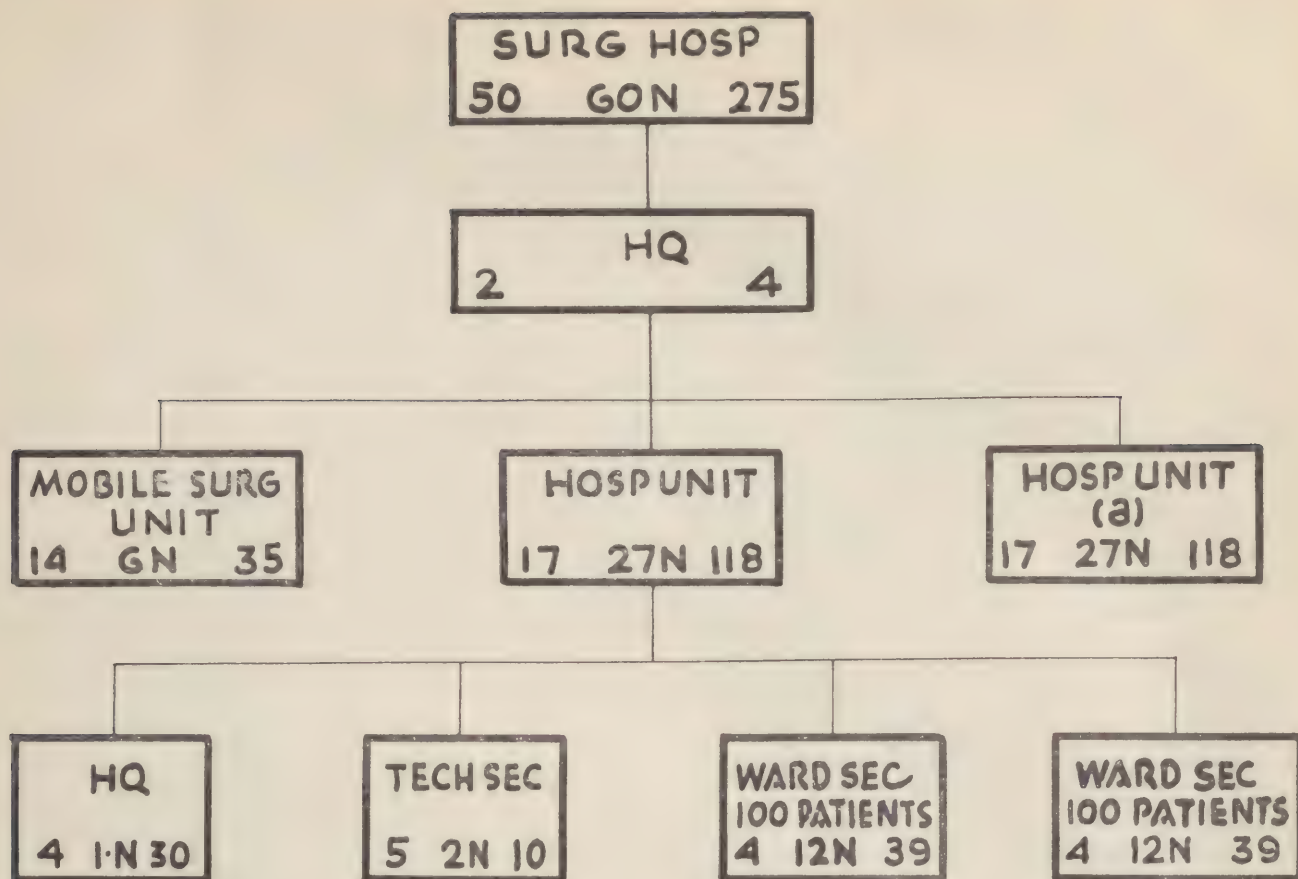 SURG HOSP
50 60N 275
HQ
2 4
MOBILE SURG
UNIT
14 6N 35
HOSP UNIT
17 27N 118
HOSP UNIT
(a)
17 27N 118
HQ
4 1·N 30
TECH SEC
5 2N 10
WARD SEC
100 PATIENTS
4 12N 39
WARD SEC
100 PATIENTS
4 12N 39